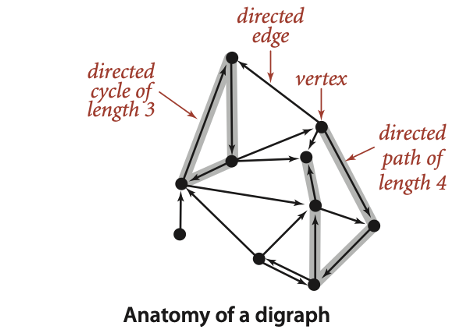 directed
edge
directed
cycle of
length 3
vertex
directed
path of
length 4
Anatomy of a digraph